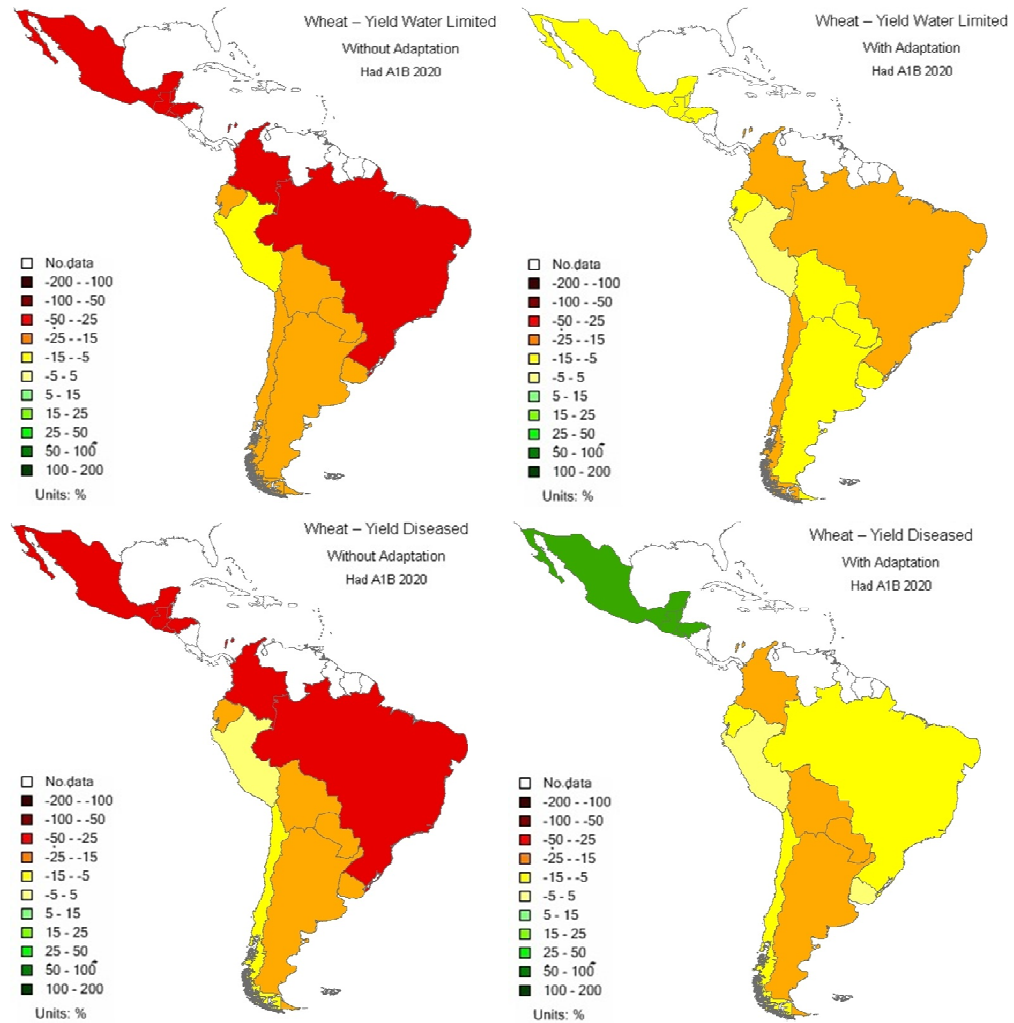 Wheat – Yield Water Limited
Without Adaptation
Had A1B 2020
No.data
-200 - -100
-100 - -50
-50 - -25
-25 - -15
-15 - -5
-5 - 5
5 - 15
15 - 25
25 - 50
50 - 100
100 - 200
Units: %
Wheat – Yield Water Limited
With Adaptation
Had A1B 2020
No.data
-200 - -100
-100 - -50
-50 - -25
-25 - -15
-15 - -5
-5 - 5
5 - 15
15 - 25
25 - 50
50 - 100
100 - 200
Units: %
Wheat – Yield Diseased
Without Adaptation
Had A1B 2020
No.data
-200 - -100
-100 - -50
-50 - -25
-25 - -15
-15 - -5
-5 - 5
5 - 15
15 - 25
25 - 50
50 - 100
100 - 200
Units: %
Wheat – Yield Diseased
With Adaptation
Had A1B 2020
No.data
-200 - -100
-100 - -50
-50 - -25
-25 - -15
-15 - -5
-5 - 5
5 - 15
15 - 25
25 - 50
50 - 100
100 - 200
Units: %